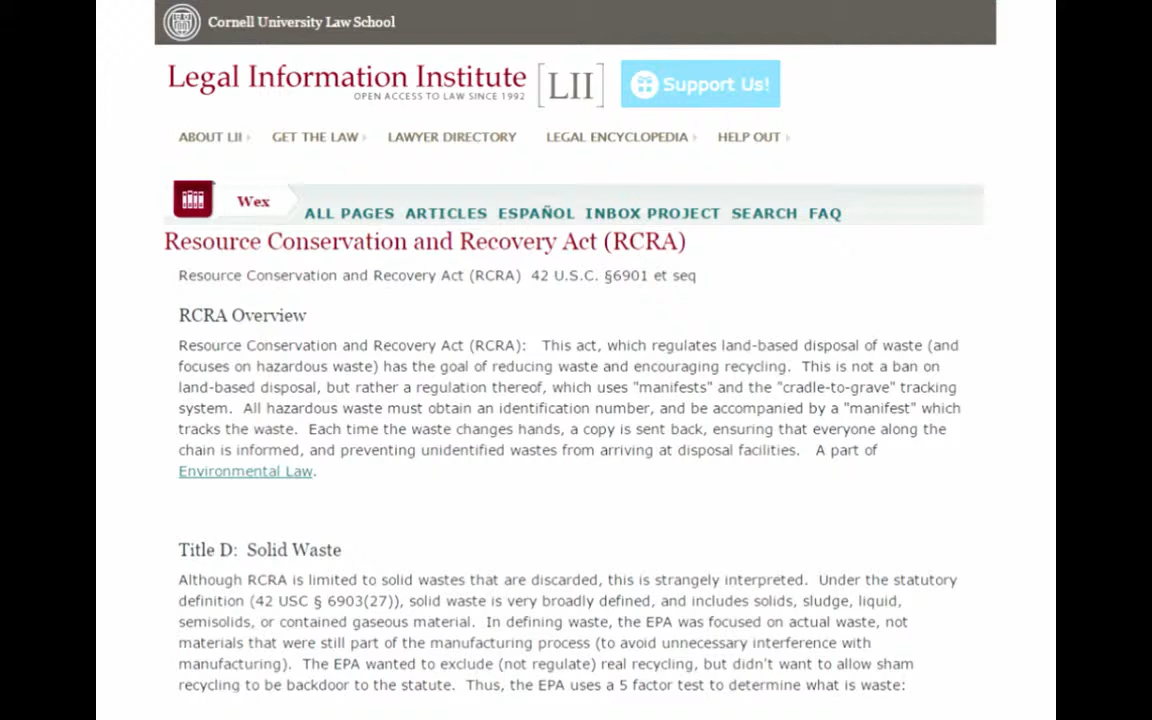 Cornell University Law School
Legal Information Institute [LII] Support Us!
OPEN ACCESS TO LAW SINCE 1992
ABOUT LII GET THE LAW LAWYER DIRECTORY LEGAL ENCYCLOPEDIA HELP OUT
Wex
ALL PAGES ARTICLES ESPAÑOL INBOX PROJECT SEARCH FAQ
Resource Conservation and Recovery Act (RCRA)
Resource Conservation and Recovery Act (RCRA) 42 U.S.C. §6901 et seq
RCRA Overview
Resource Conservation and Recovery Act (RCRA): This act, which regulates land-based disposal of waste (and
focuses on hazardous waste) has the goal of reducing waste and encouraging recycling. This is not a ban on
land-based disposal, but rather a regulation thereof, which uses "manifests" and the "cradle-to-grave" tracking
system. All hazardous waste must obtain an identification number, and be accompanied by a "manifest" which
tracks the waste. Each time the waste changes hands, a copy is sent back, ensuring that everyone along the
chain is informed, and preventing unidentified wastes from arriving at disposal facilities. A part of
Environmental Law.
Title D: Solid Waste
Although RCRA is limited to solid wastes that are discarded, this is strangely interpreted. Under the statutory
definition (42 USC § 6903(27)), solid waste is very broadly defined, and includes solids, sludge, liquid,
semisolids, or contained gaseous material. In defining waste, the EPA was focused on actual waste, not
materials that were still part of the manufacturing process (to avoid unnecessary interference with
manufacturing). The EPA wanted to exclude (not regulate) real recycling, but didn't want to allow sham
recycling to be backdoor to the statute. Thus, the EPA uses a 5 factor test to determine what is waste: